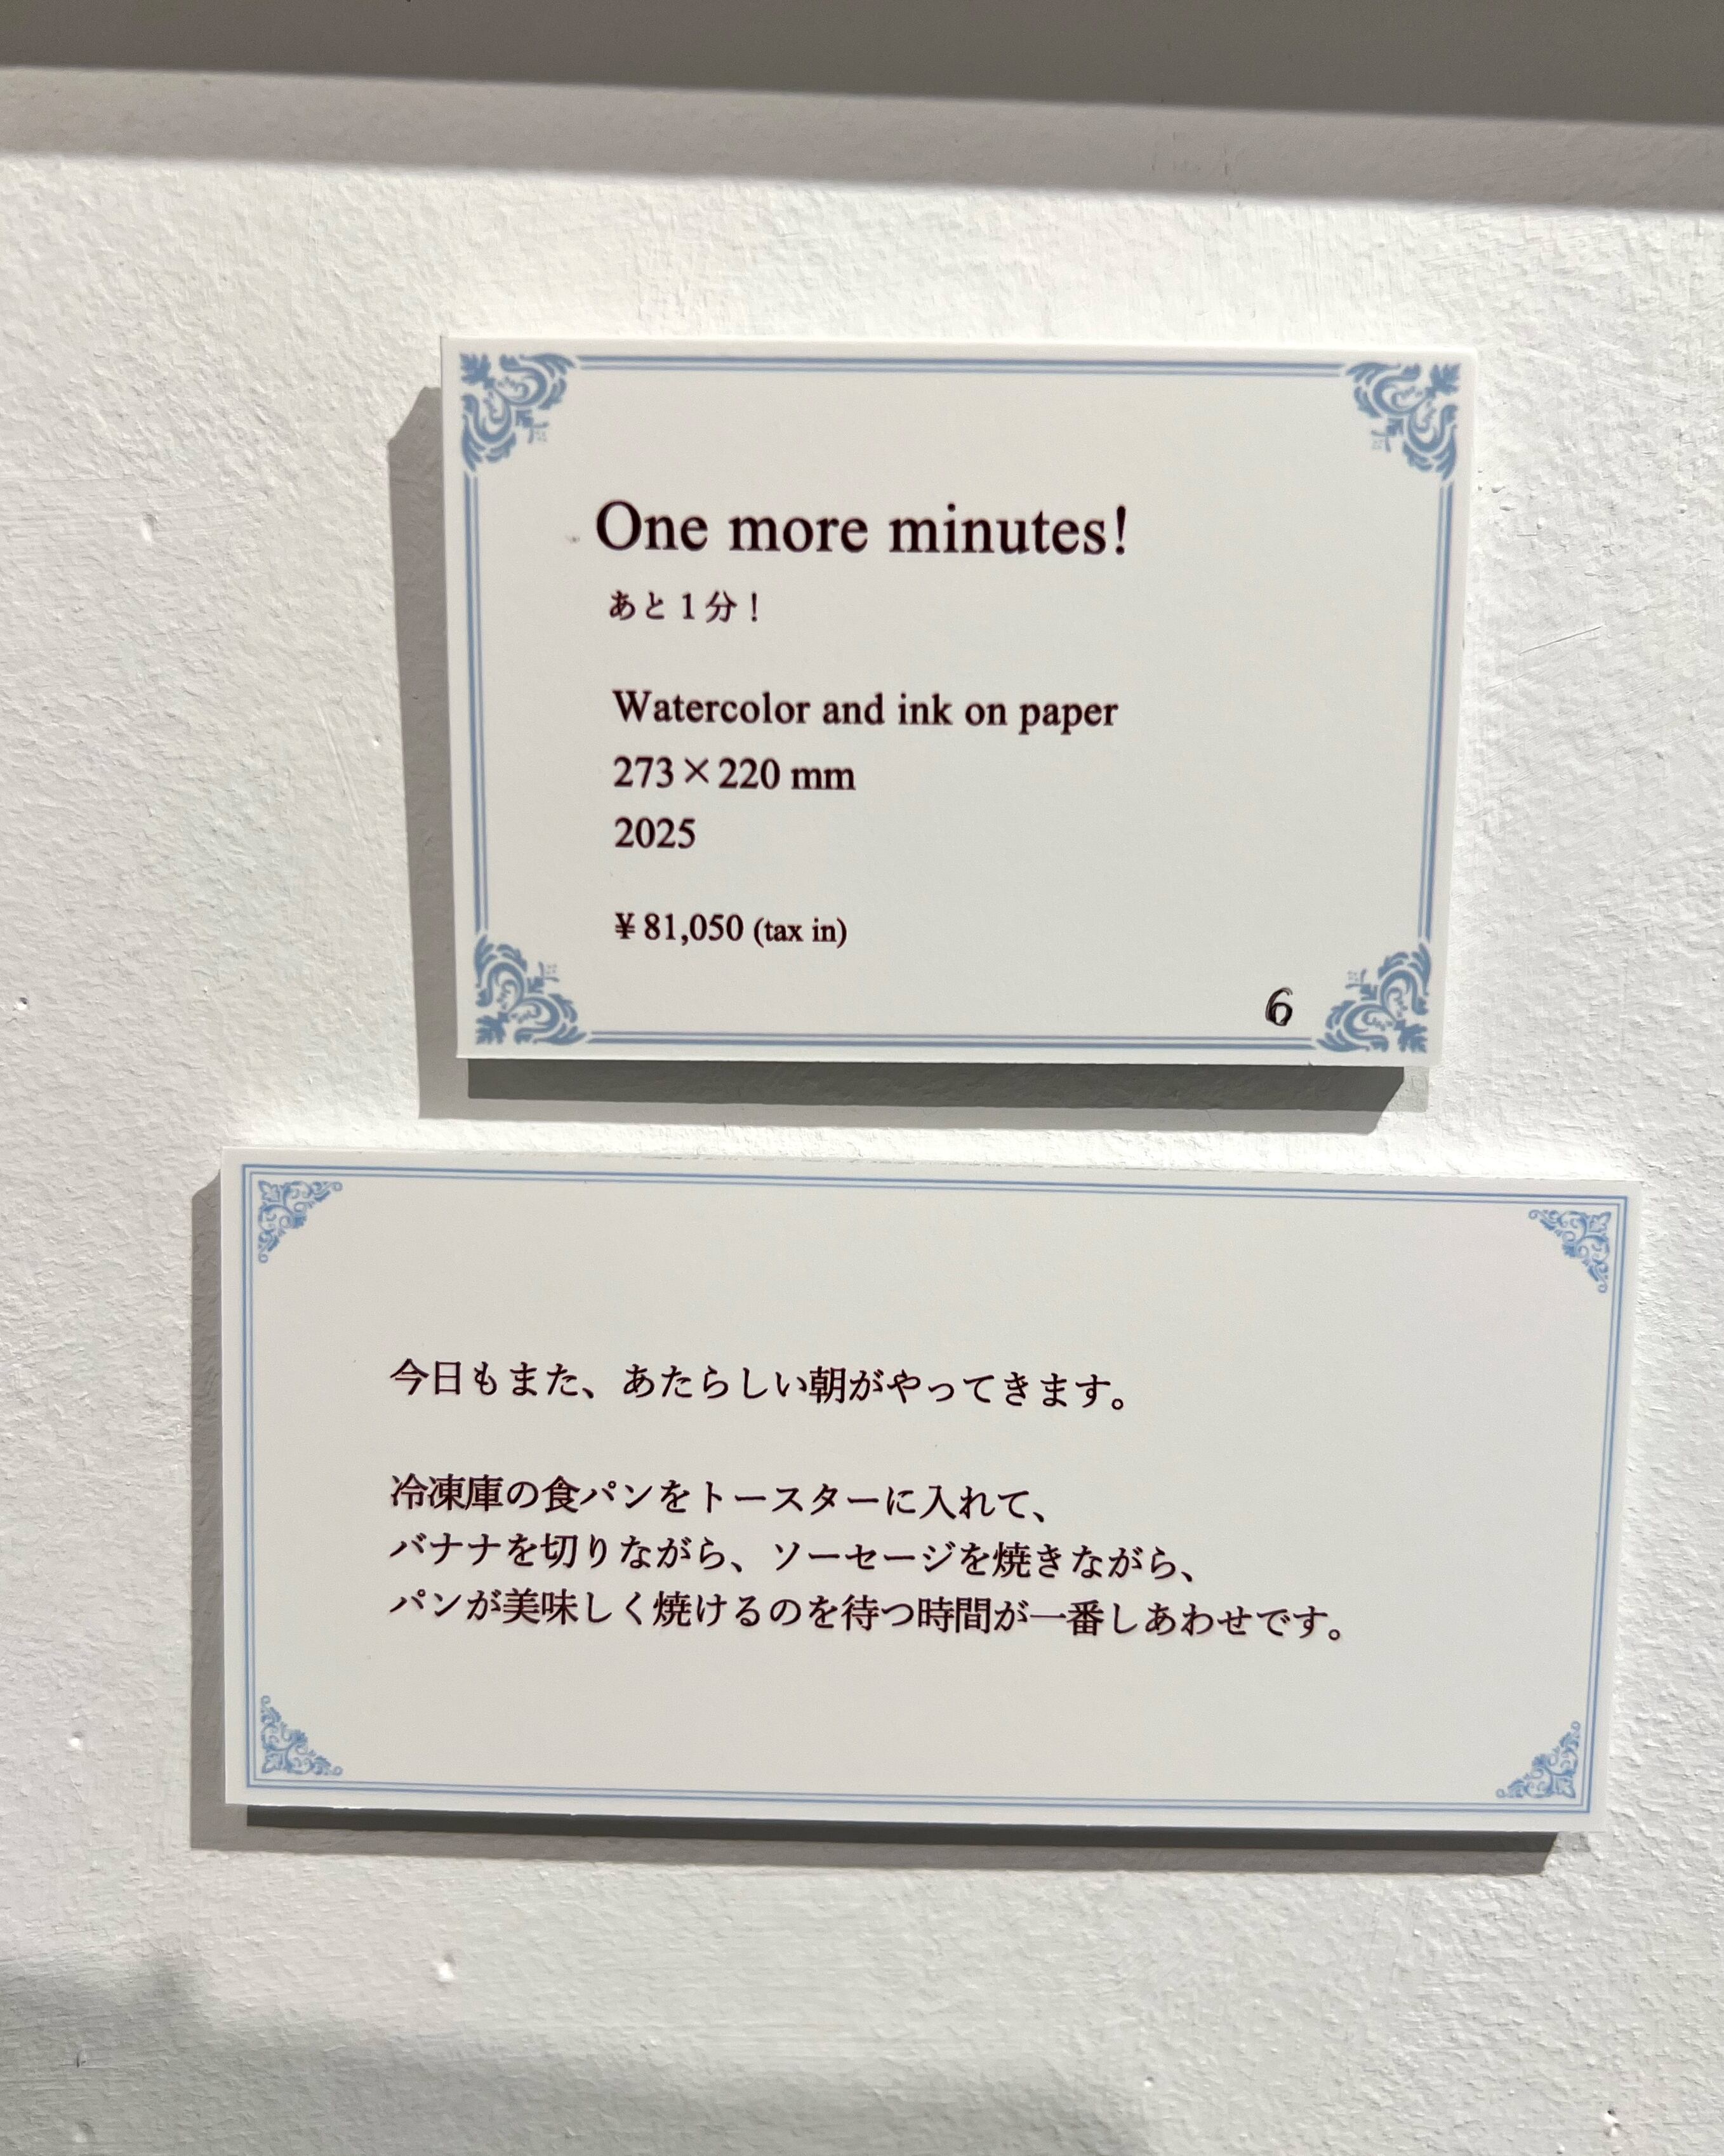 One more minutes!
あと1分！
Watercolor and ink on paper
273×220 mm
2025
¥ 81,050 (tax in)
6
今日もまた、あたらしい朝がやってきます。
冷凍庫の食パンをトースターに入れて、
バナナを切りながら、ソーセージを焼きながら、
パンが美味しく焼けるのを待つ時間が一番しあわせです。